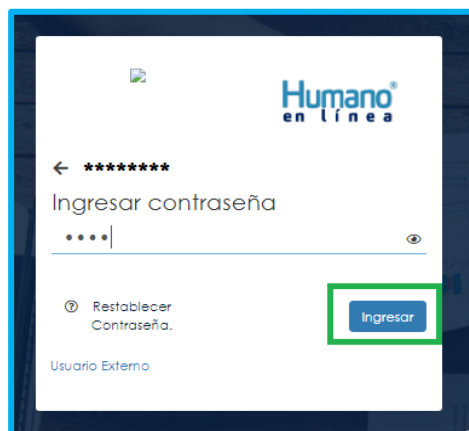 Humano®
en línea
← ********
Ingresar contraseña
••••
Restablecer
Contraseña.
Ingresar
Usuario Externo